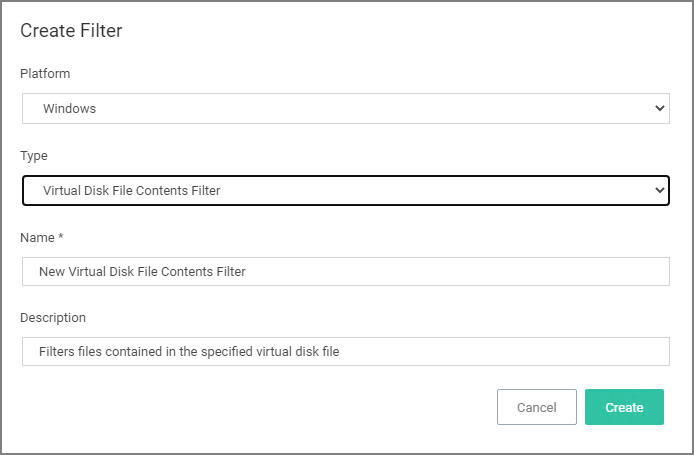 Create Filter
Platform
Windows
Type
Virtual Disk File Contents Filter
Name *
New Virtual Disk File Contents Filter
Description
Filters files contained in the specified virtual disk file
Cancel Create